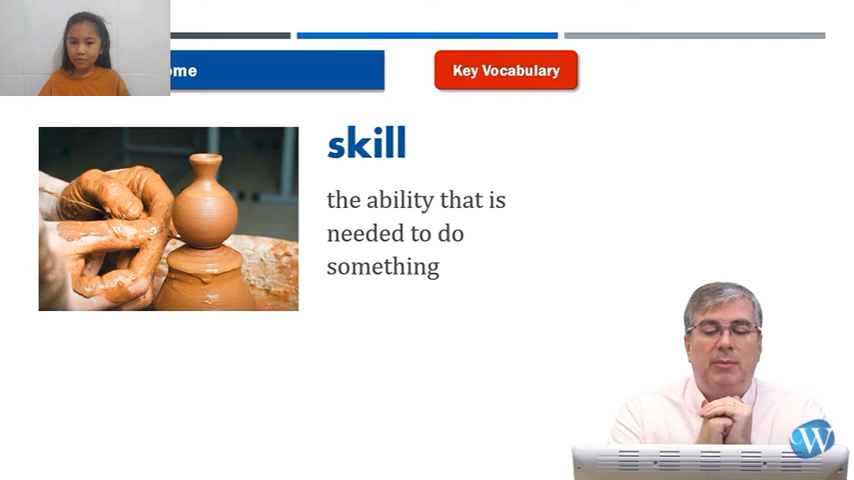 ome
Key Vocabulary
skill
the ability that is
needed to do
something
W